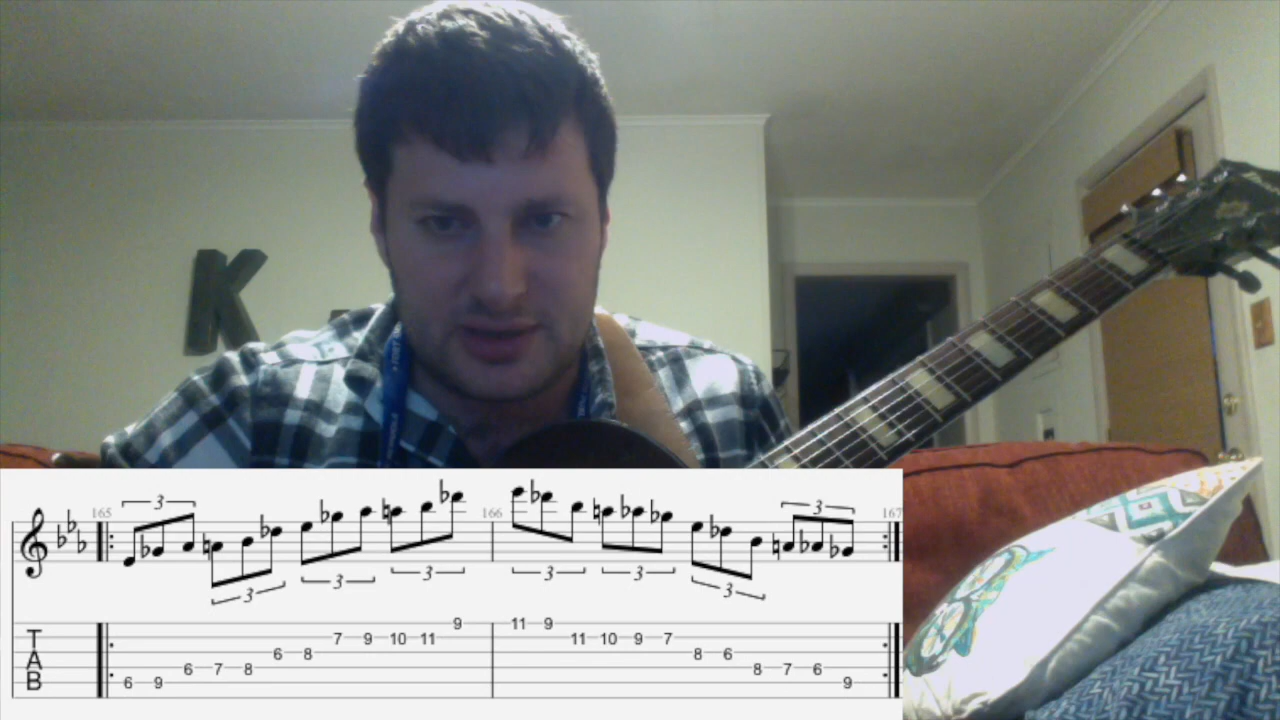 K
FORT
3 3
165 166 167
3 3 3 3 3 3
9 11 9
T 7 9 10 11 11 10 9 7
A 6 8 8 6
6 7 8 8 7 6
B 6 9 9